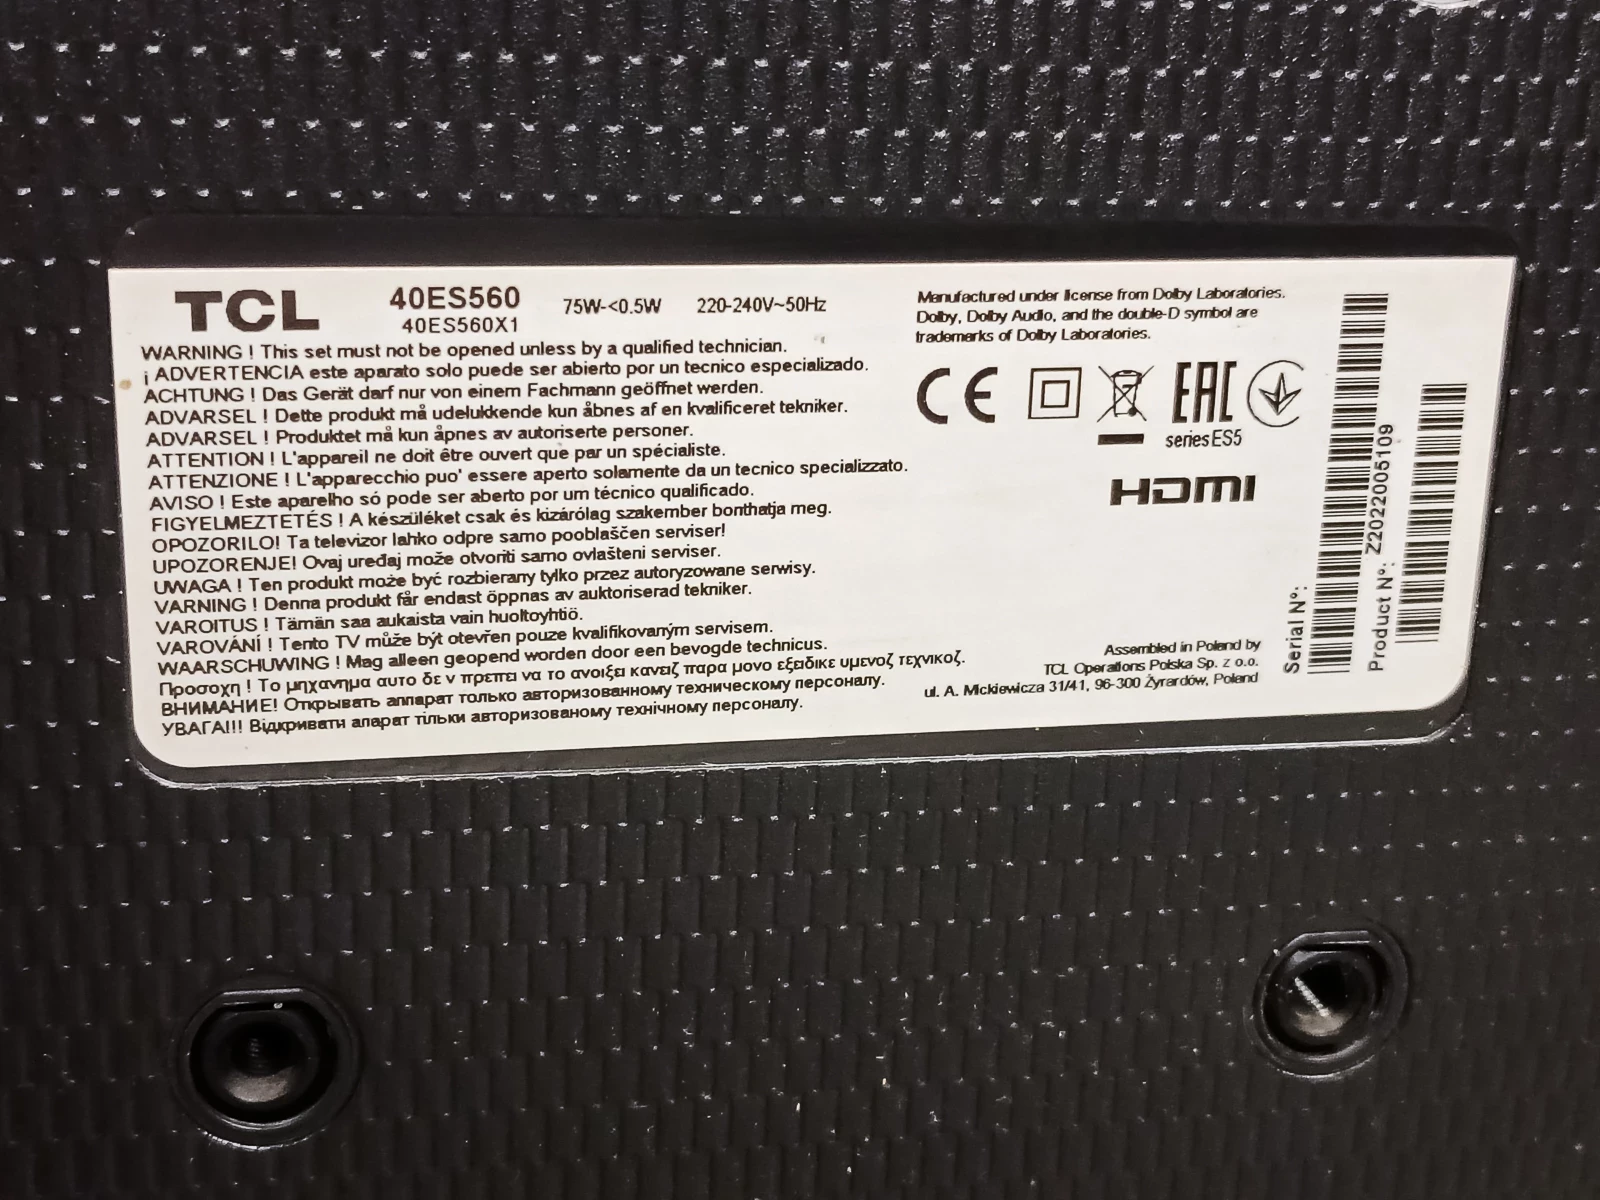 TCL
40ES560
40ES560X1
75W-<0.5W
220-240V~50Hz
WARNING ! This set must not be opened unless by a qualified technician.
¡ ADVERTENCIA este aparato solo puede ser abierto por un tecnico especializado.
ACHTUNG ! Das Gerät darf nur von einem Fachmann geöffnet werden.
ADVARSEL ! Dette produkt må udelukkende kun åbnes af en kvalificeret tekniker.
ADVARSEL ! Produktet må kun åpnes av autoriserte personer.
ATTENTION ! L'appareil ne doit être ouvert que par un spécialiste.
ATTENZIONE ! L'apparecchio puo' essere aperto solamente da un tecnico specializzato.
AVISO ! Este aparelho só pode ser aberto por um técnico qualificado.
FIGYELMEZTETÉS ! A készüléket csak és kizárólag szakember bonthatja meg.
OPOZORILO! Ta televizor lahko odpre samo pooblaščen serviser!
UPOZORENJE! Ovaj uređaj može otvoriti samo ovlašteni serviser.
UWAGA ! Ten produkt może być rozbierany tylko przez autoryzowane serwisy.
VARNING ! Denna produkt får endast öppnas av auktoriserad tekniker.
VAROITUS ! Tämän saa aukaista vain huoltoyhtiö.
VAROVÁNÍ ! Tento TV může být otevřen pouze kvalifikovaným servisem.
WAARSCHUWING ! Mag alleen geopend worden door een bevogde technicus.
Προσοχη ! Το μηχανημα αυτο δε ν πρεπει να το ανοιξει κανειζ παρα μονο εξειδικε υμενοζ τεχνικοζ.
ВНИМАНИЕ! Открывать аппарат только авторизованному техническому персоналу.
УВАГА!!! Відкривати апарат тільки авторизованому технічному персоналу.
Manufactured under license from Dolby Laboratories.
Dolby, Dolby Audio, and the double-D symbol are
trademarks of Dolby Laboratories.
CE
EAC
series ES5
HDMI
Assembled in Poland by
TCL Operations Polska Sp. z o.o.
ul. A. Mickiewicza 31/41, 96-300 Żyrardów, Poland
Serial N°:
Product N°: Z202205109